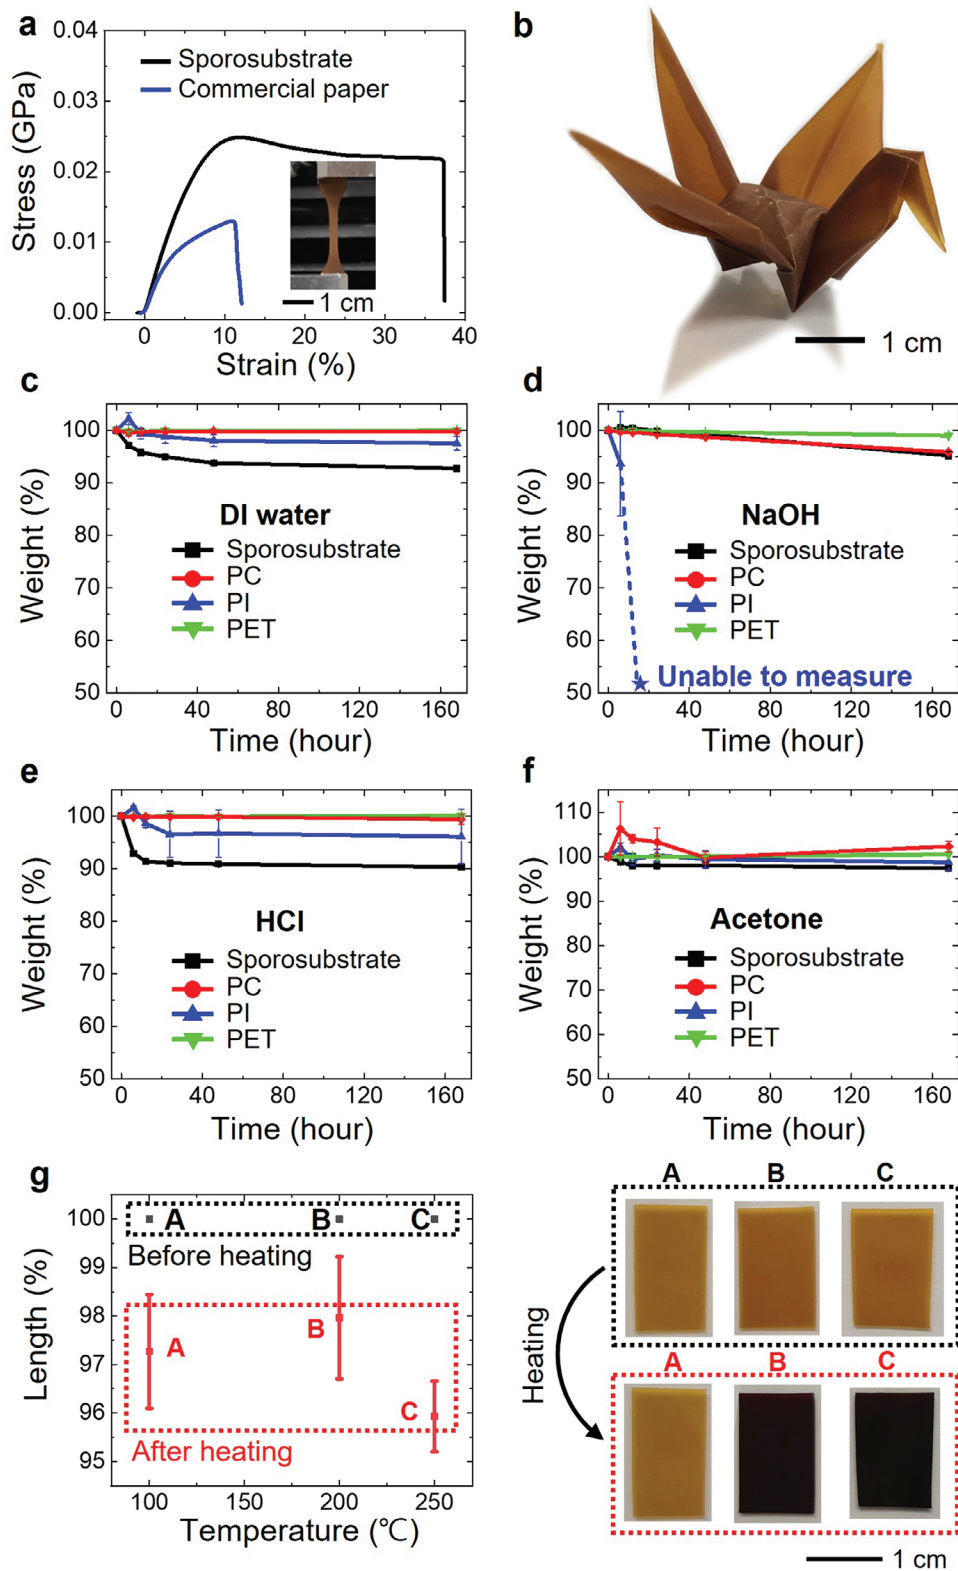 a
0.04
0.03
0.02
0.01
0.00
Stress (GPa)
Sporosubstrate
Commercial paper
1 cm
0
10
20
30
40
Strain (%)
b
1 cm
c
100
90
80
70
60
50
Weight (%)
DI water
Sporosubstrate
PC
PI
PET
0
40
80
120
160
Time (hour)
d
100
90
80
70
60
50
Weight (%)
NaOH
Sporosubstrate
PC
PI
PET
Unable to measure
0
40
80
120
160
Time (hour)
e
100
90
80
70
60
50
Weight (%)
HCl
Sporosubstrate
PC
PI
PET
0
40
80
120
160
Time (hour)
f
110
100
90
80
70
60
50
Weight (%)
Acetone
Sporosubstrate
PC
PI
PET
0
40
80
120
160
Time (hour)
g
100
99
98
97
96
95
Length (%)
A
B
C
Before heating
A
B
C
After heating
100
125
150
175
200
225
250
Temperature (℃)
A
B
C
Heating
A
B
C
1 cm